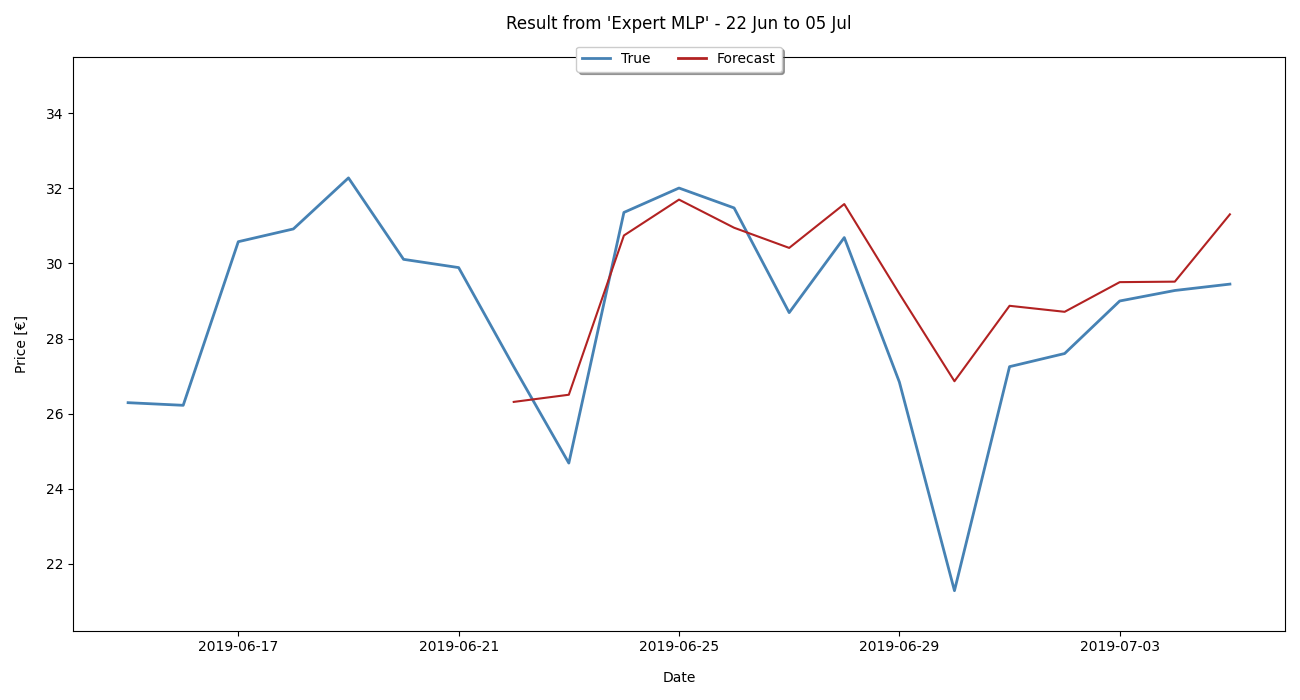 Result from 'Expert MLP' - 22 Jun to 05 Jul
True Forecast
34
32
30
28
26
24
22
Price [€]
2019-06-17 2019-06-21 2019-06-25 2019-06-29 2019-07-03
Date